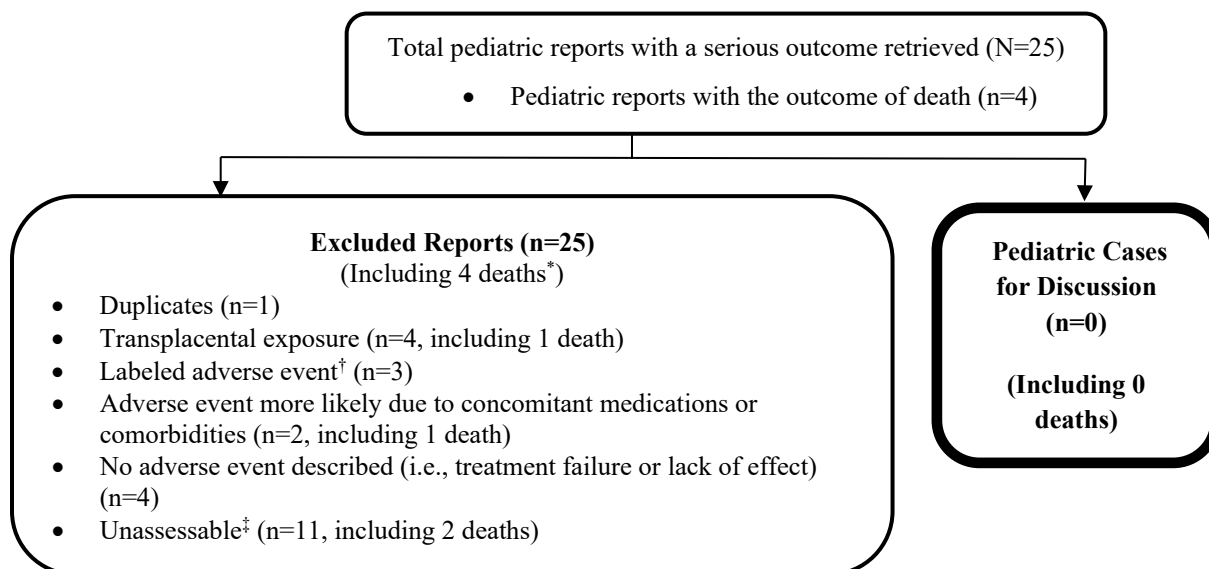 Total pediatric reports with a serious outcome retrieved (N=25)
• Pediatric reports with the outcome of death (n=4)
Excluded Reports (n=25)
(Including 4 deaths*)
• Duplicates (n=1)
• Transplacental exposure (n=4, including 1 death)
• Labeled adverse event† (n=3)
• Adverse event more likely due to concomitant medications or
comorbidities (n=2, including 1 death)
• No adverse event described (i.e., treatment failure or lack of effect)
(n=4)
• Unassessable‡ (n=11, including 2 deaths)
Pediatric Cases
for Discussion
(n=0)
(Including 0
deaths)